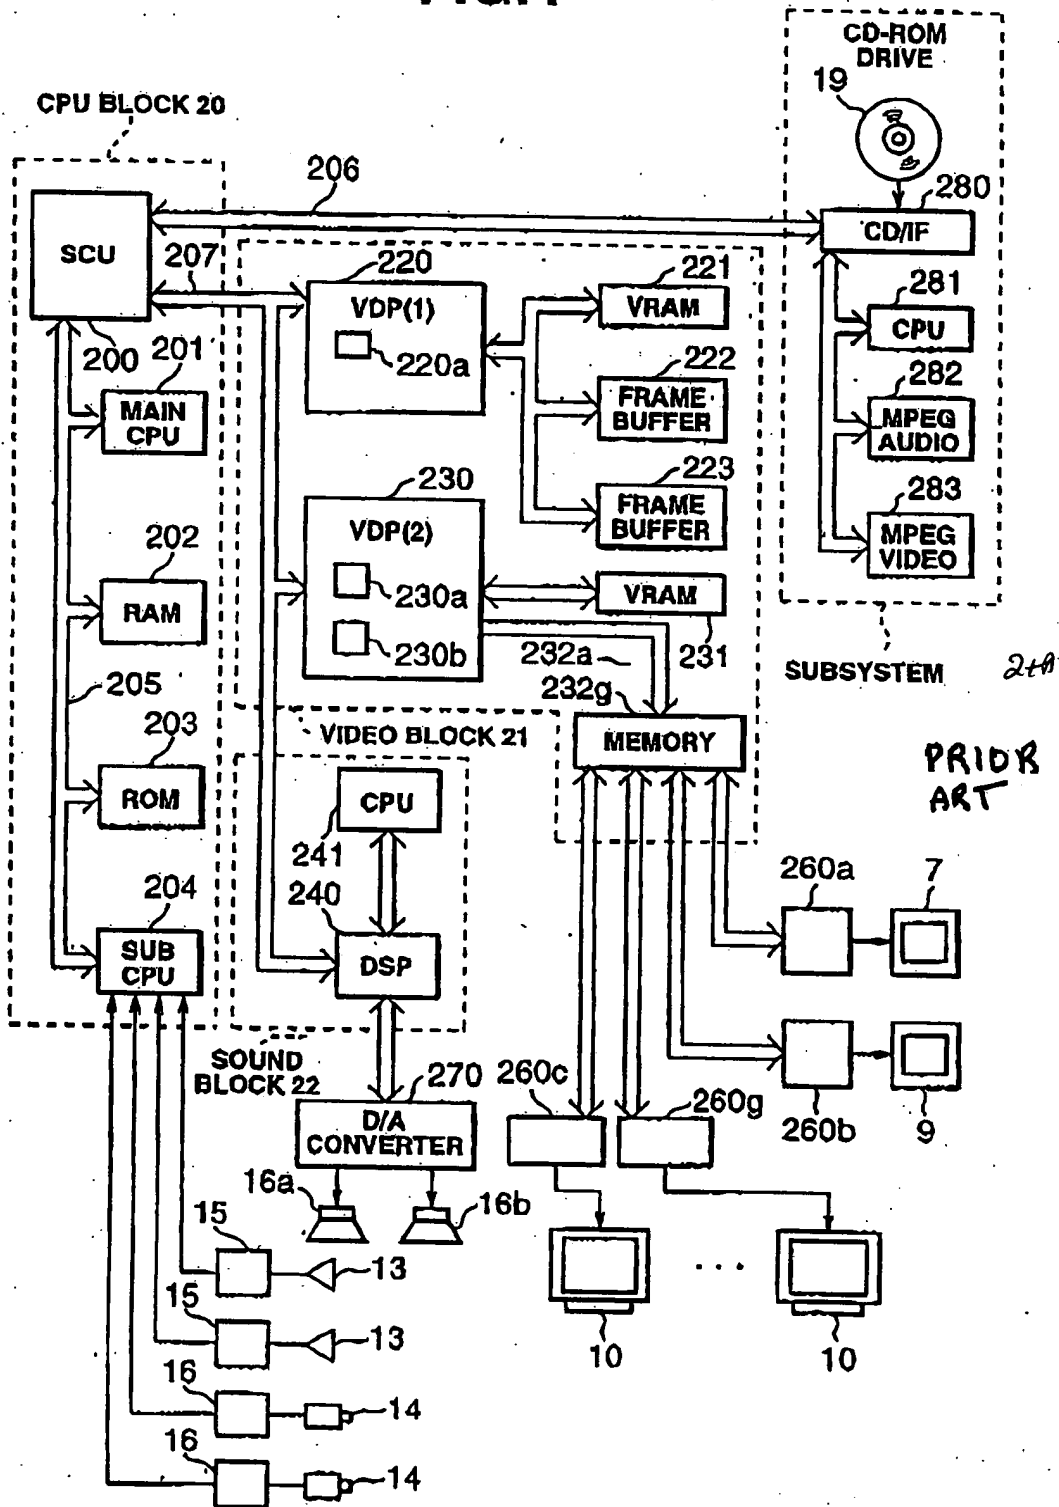 CD-ROM
DRIVE
19
CPU BLOCK 20
206
280
SCU
CD/IF
207
220
221
281
VDP(1)
VRAM
CPU
200
201
220a
222
282
MAIN
CPU
FRAME
BUFFER
MPEG
AUDIO
230
223
283
VDP(2)
FRAME
BUFFER
MPEG
VIDEO
202
230a
VRAM
RAM
230b
232a
231
205
232g
SUBSYSTEM
VIDEO BLOCK 21
MEMORY
PRIOR
ART
203
CPU
ROM
241
260a
7
204
240
SUB
CPU
DSP
SOUND
BLOCK 22
270
260c
260g
260b
9
D/A
CONVERTER
16a
16b
15
13
15
13
10
10
16
14
16
14